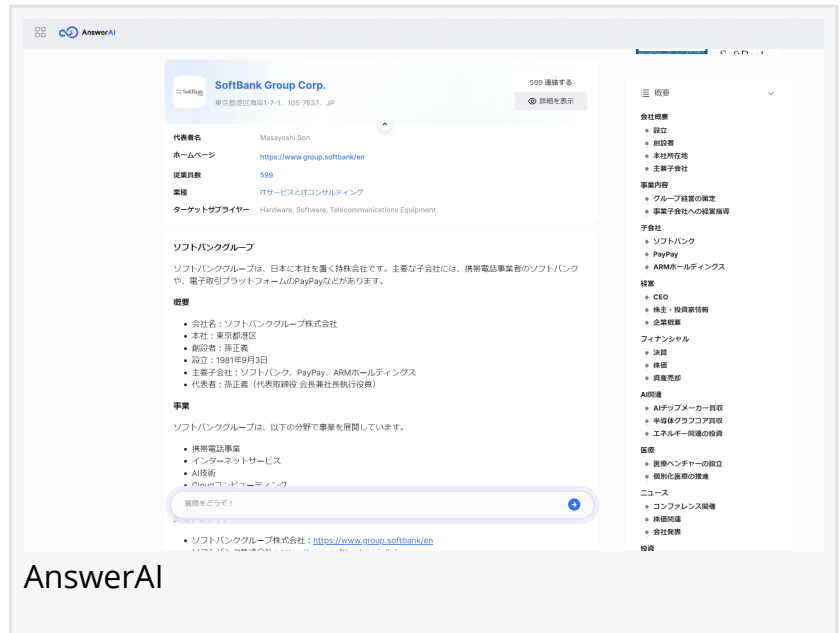 AnswerAI
SoftBank Group Corp.
東京都港区海岸1-7-1, 105-7537, JP
599 連絡する
詳細を表示
代表者名 Masayoshi Son
ホームページ https://www.group.softbank/en
従業員数 599
業種 ITサービスとITコンサルティング
ターゲットサプライヤー Hardware, Software, Telecommunications Equipment
ソフトバンクグループ
ソフトバンクグループは、日本に本社を置く持株会社です。主要な子会社には、携帯電話事業者のソフトバンク
や、電子取引プラットフォームのPayPayなどがあります。
概要
会社名：ソフトバンクグループ株式会社
本社：東京都港区
創設者：孫正義
設立：1981年9月3日
主要子会社：ソフトバンク、PayPay、ARMホールディングス
代表者：孫正義（代表取締役 会長兼社長執行役員）
事業
ソフトバンクグループは、以下の分野で事業を展開しています。
携帯電話事業
インターネットサービス
AI技術
Cloudコンピューティング
質問をどうぞ！
ソフトバンクグループ株式会社：https://www.group.softbank/en
概要
会社概要
設立
創設者
本社所在地
主要子会社
事業内容
グループ経営の策定
事業子会社への経営指導
子会社
ソフトバンク
PayPay
ARMホールディングス
経営
CEO
株主・投資家情報
企業概要
フィナンシャル
決算
株価
資産売却
AI関連
AIチップメーカー買収
半導体グラフコア買収
エネルギー関連の投資
医療
医療ベンチャーの設立
個別化医療の推進
ニュース
コンファレンス開催
株価関連
会社発表
投資
AnswerAI